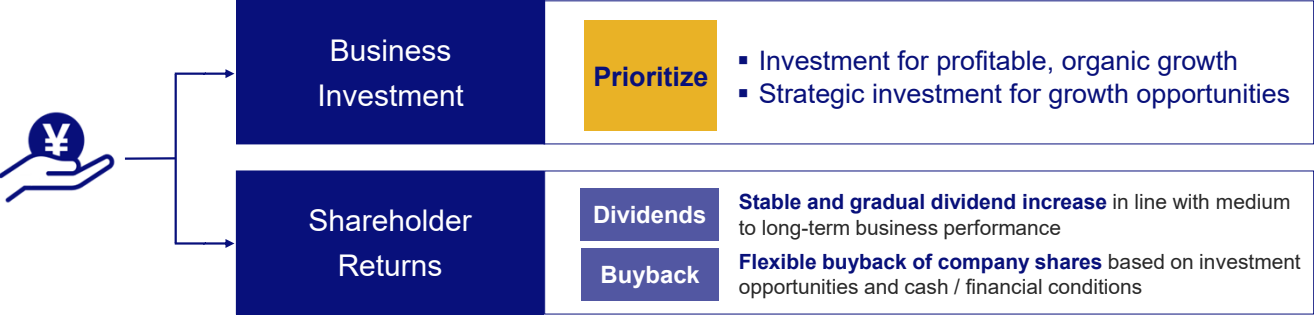 ¥
Business
Investment
Prioritize
▪ Investment for profitable, organic growth
▪ Strategic investment for growth opportunities
Shareholder
Returns
Dividends
Stable and gradual dividend increase in line with medium
to long-term business performance
Buyback
Flexible buyback of company shares based on investment
opportunities and cash / financial conditions